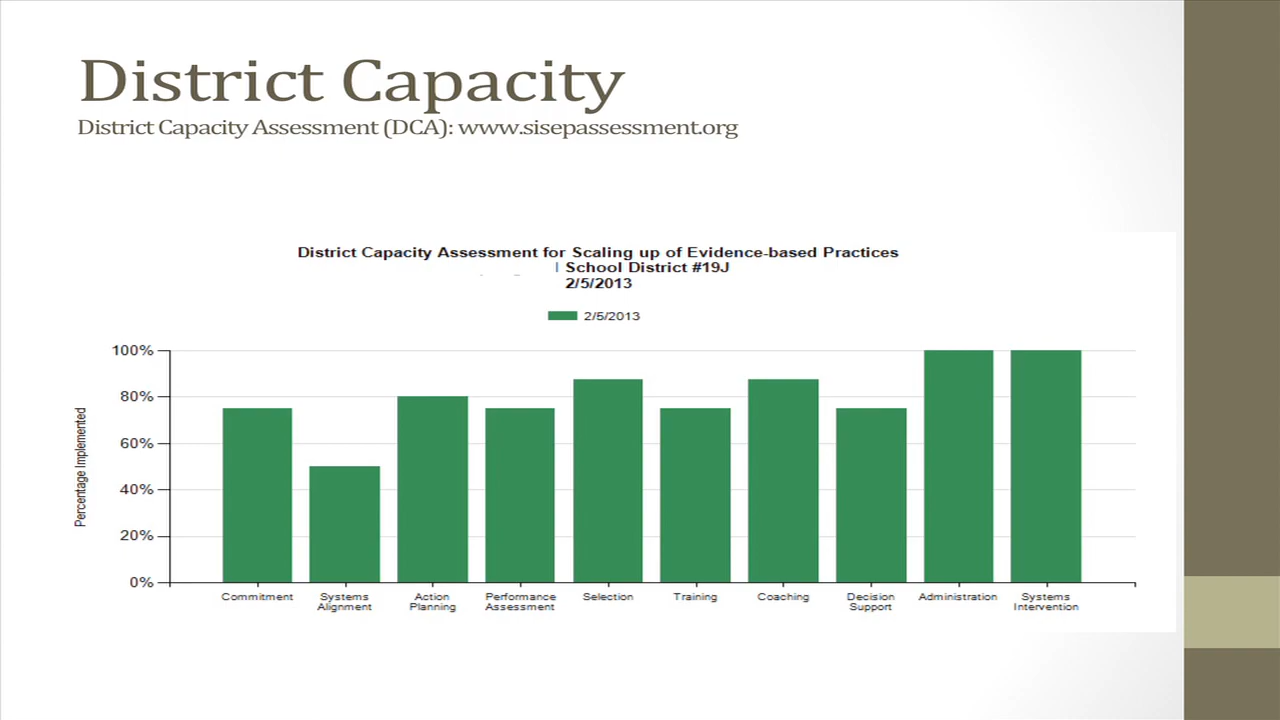 District Capacity
District Capacity Assessment (DCA): www.sisepassessment.org
District Capacity Assessment for Scaling up of Evidence-based Practices
School District #19J
2/5/2013
2/5/2013
Percentage Implemented
100%
80%
60%
40%
20%
0%
Commitment
Systems
Alignment
Action
Planning
Performance
Assessment
Selection
Training
Coaching
Decision
Support
Administration
Systems
Intervention